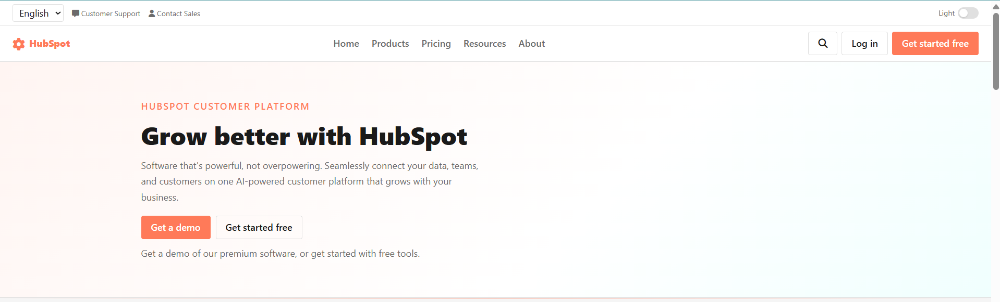 English
Customer Support
Contact Sales
Light
HubSpot
Home
Products
Pricing
Resources
About
Log in
Get started free
HUBSPOT CUSTOMER PLATFORM
Grow better with HubSpot
Software that's powerful, not overpowering. Seamlessly connect your data, teams,
and customers on one AI-powered customer platform that grows with your
business.
Get a demo
Get started free
Get a demo of our premium software, or get started with free tools.